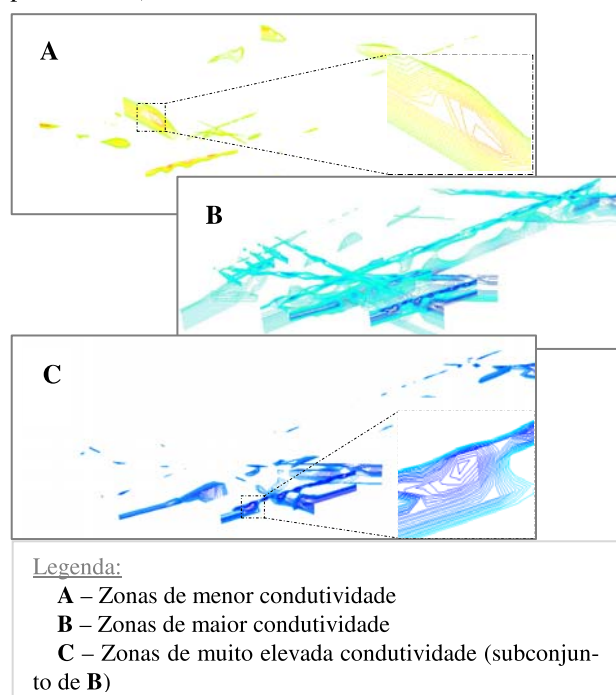 A
B
C
Legenda:
A – Zonas de menor condutividade
B – Zonas de maior condutividade
C – Zonas de muito elevada condutividade (subconjun-
to de B)